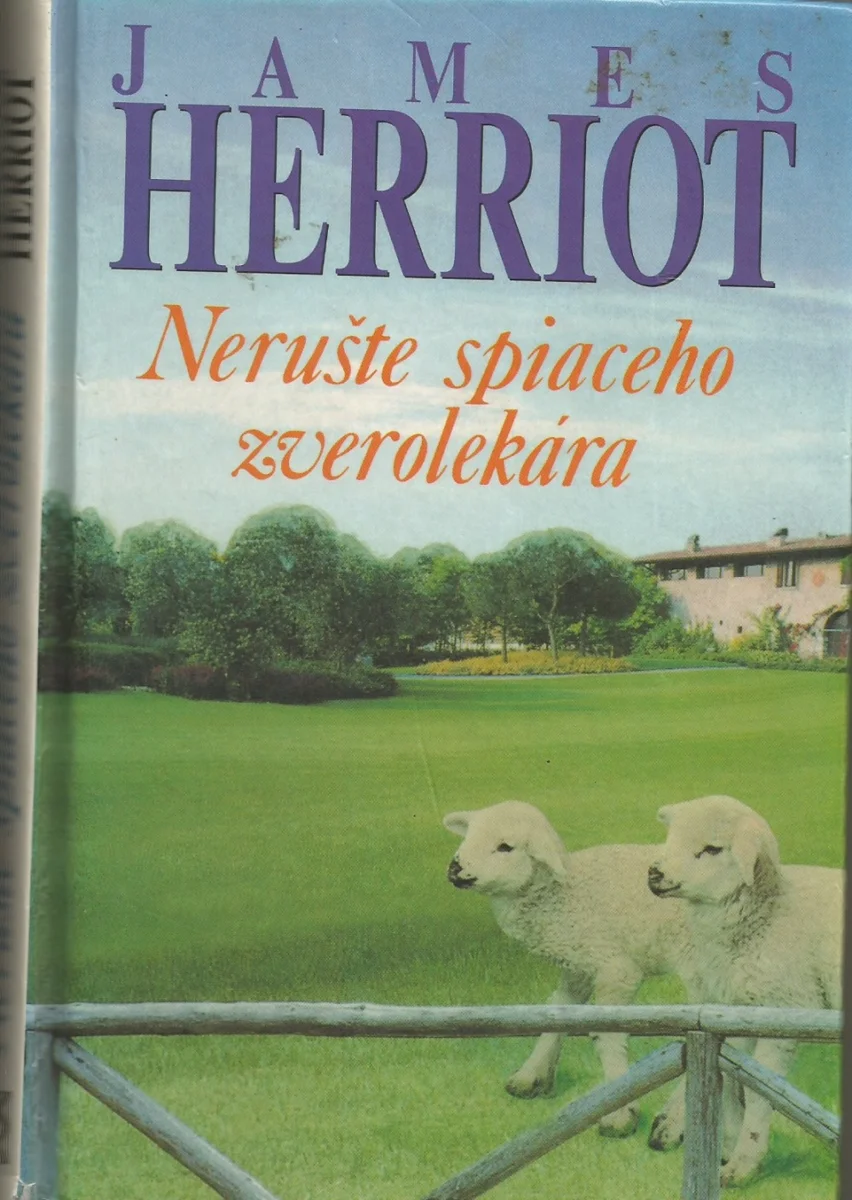 JAMES
HERRIOT
Nerušte spiaceho
zverolekára
HERRIOT